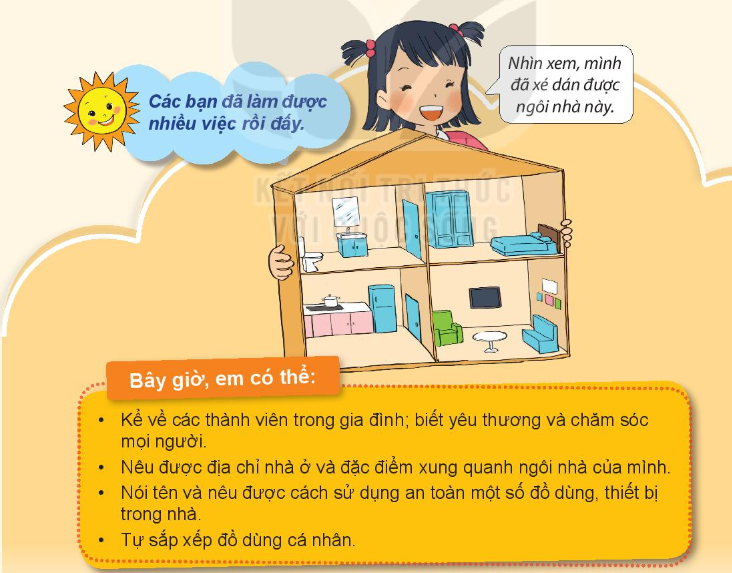 Các bạn đã làm được
nhiều việc rồi đấy.
Nhìn xem, mình
đã xé dán được
ngôi nhà này.
KẾT NỐI TRI THỨC
VỚI CUỘC SỐNG
Bây giờ, em có thể:
• Kể về các thành viên trong gia đình; biết yêu thương và chăm sóc
mọi người.
• Nêu được địa chỉ nhà ở và đặc điểm xung quanh ngôi nhà của mình.
• Nói tên và nêu được cách sử dụng an toàn một số đồ dùng, thiết bị
trong nhà.
• Tự sắp xếp đồ dùng cá nhân.